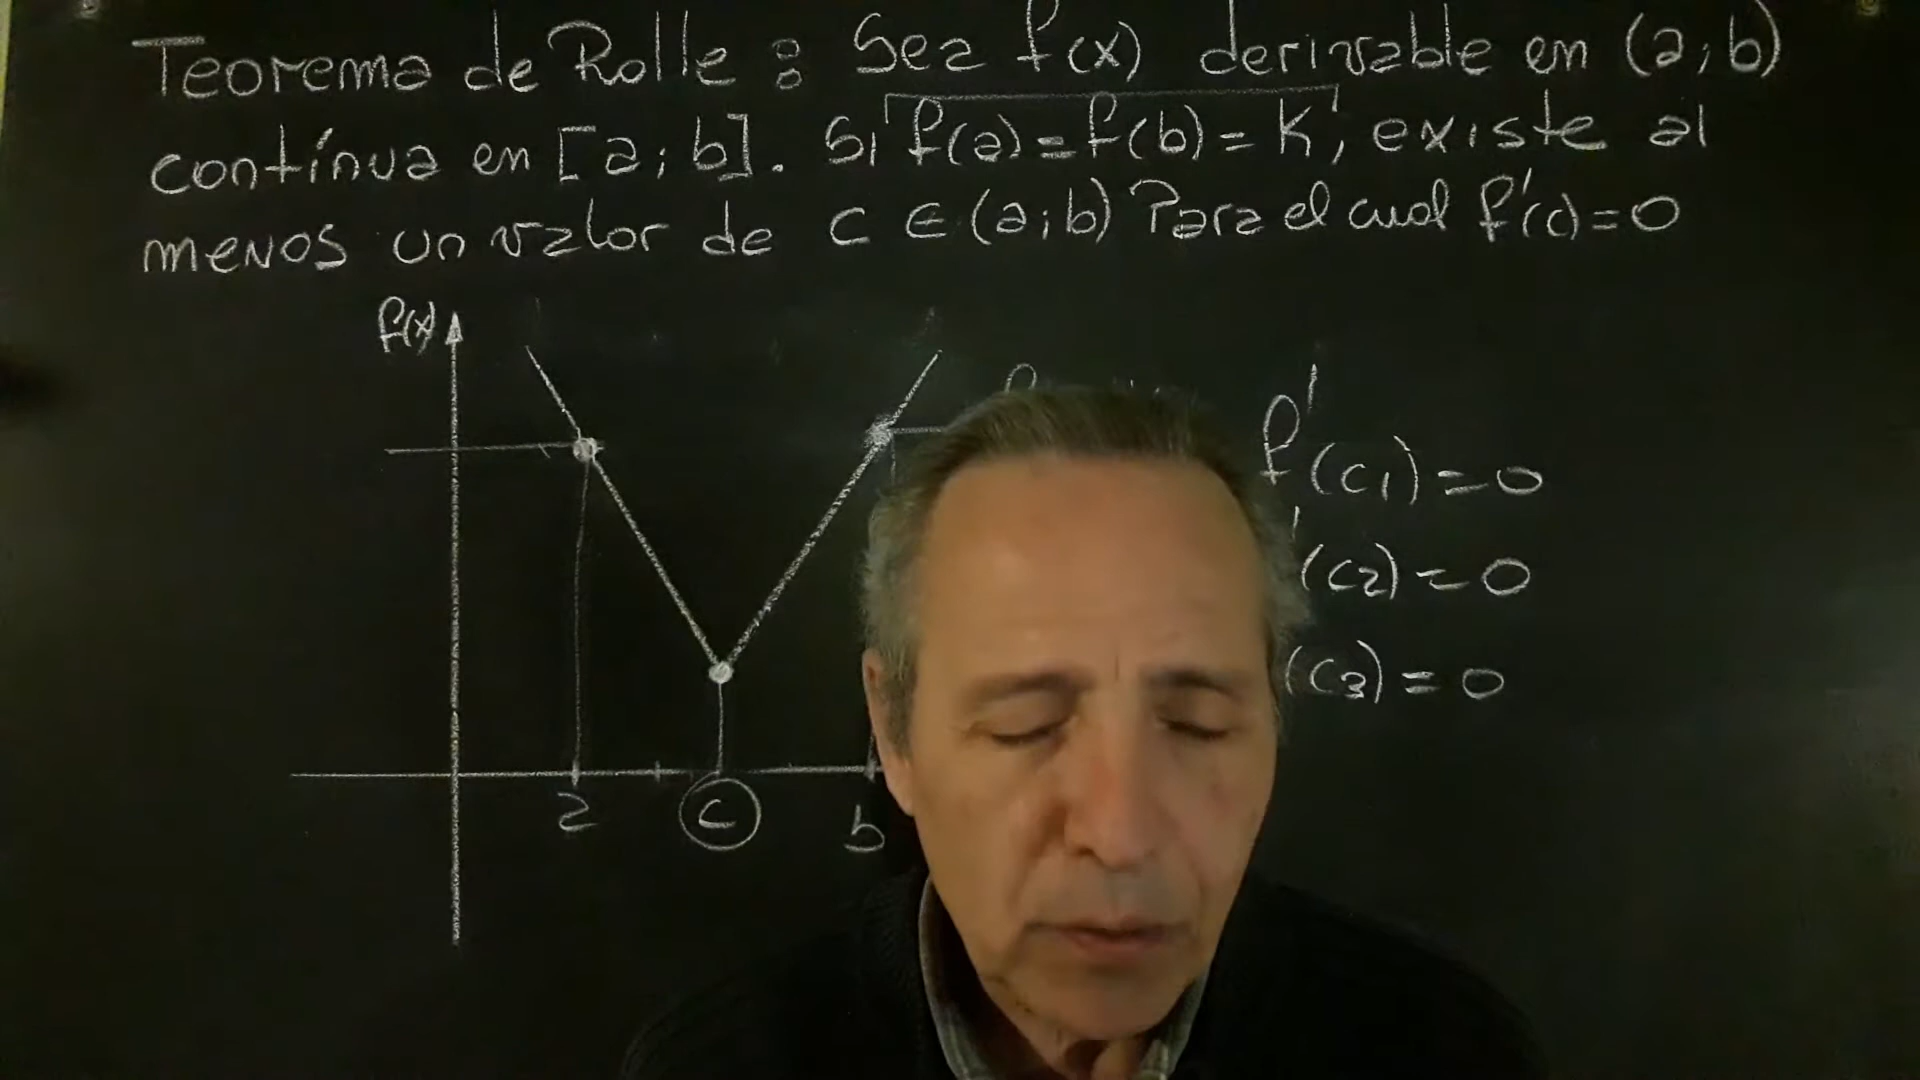 Teorema de Rolle : Sea f(x) derivable en (a;b)
contínua en [a;b]. Si f(a)=f(b)=K, existe al
menos un valor de c ∈ (a;b) Para el cual f'(c)=0
f(x)
f'(c1)=0
'(c2)=0
(c3)=0
a c b